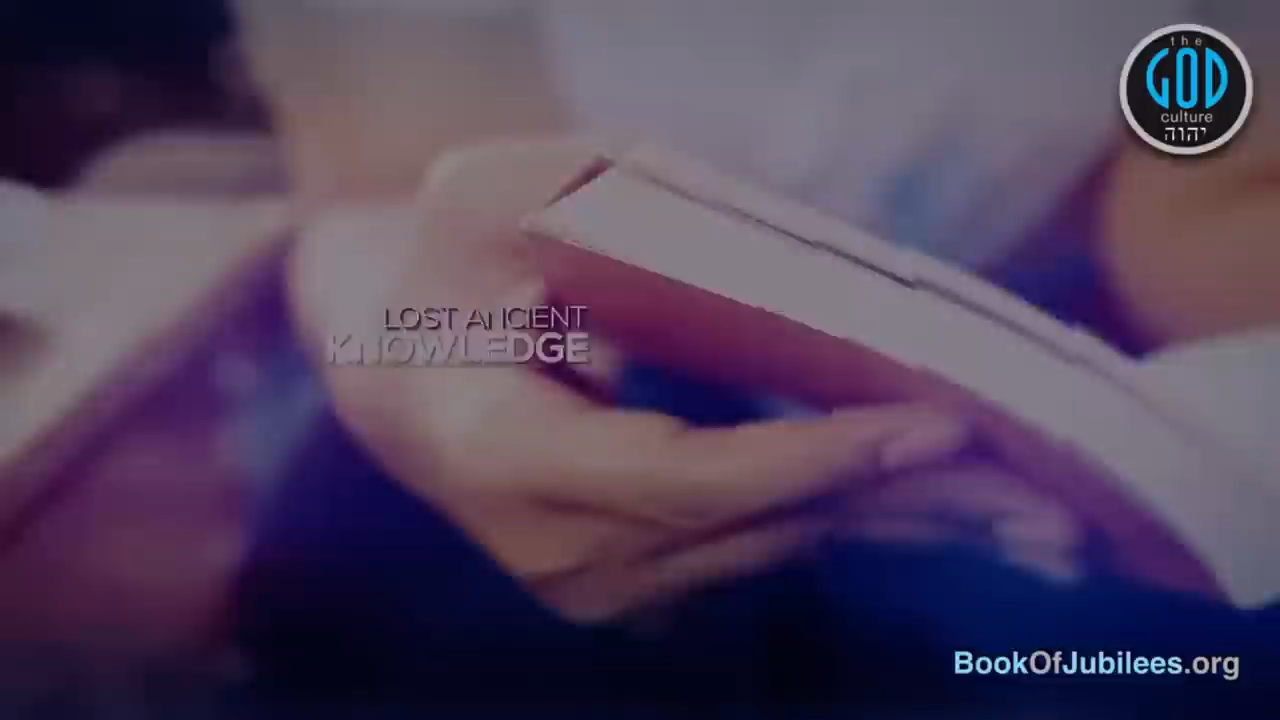 the
GOD
culture
יהוה
LOST ANCIENT
KNOWLEDGE
BookOfJubilees.org